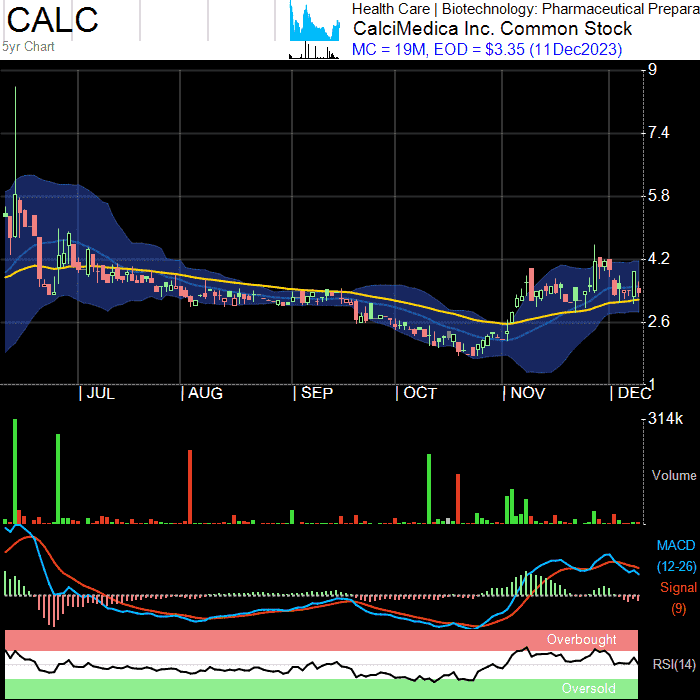 CALC
5yr Chart
Health Care | Biotechnology: Pharmaceutical Prepara
CalciMedica Inc. Common Stock
MC = 19M, EOD = $3.35 (11Dec2023)
9
7.4
5.8
4.2
2.6
1
| JUL | AUG | SEP | OCT | NOV | DEC
314k
Volume
MACD
(12-26)
Signal
(9)
Overbought
RSI(14)
Oversold